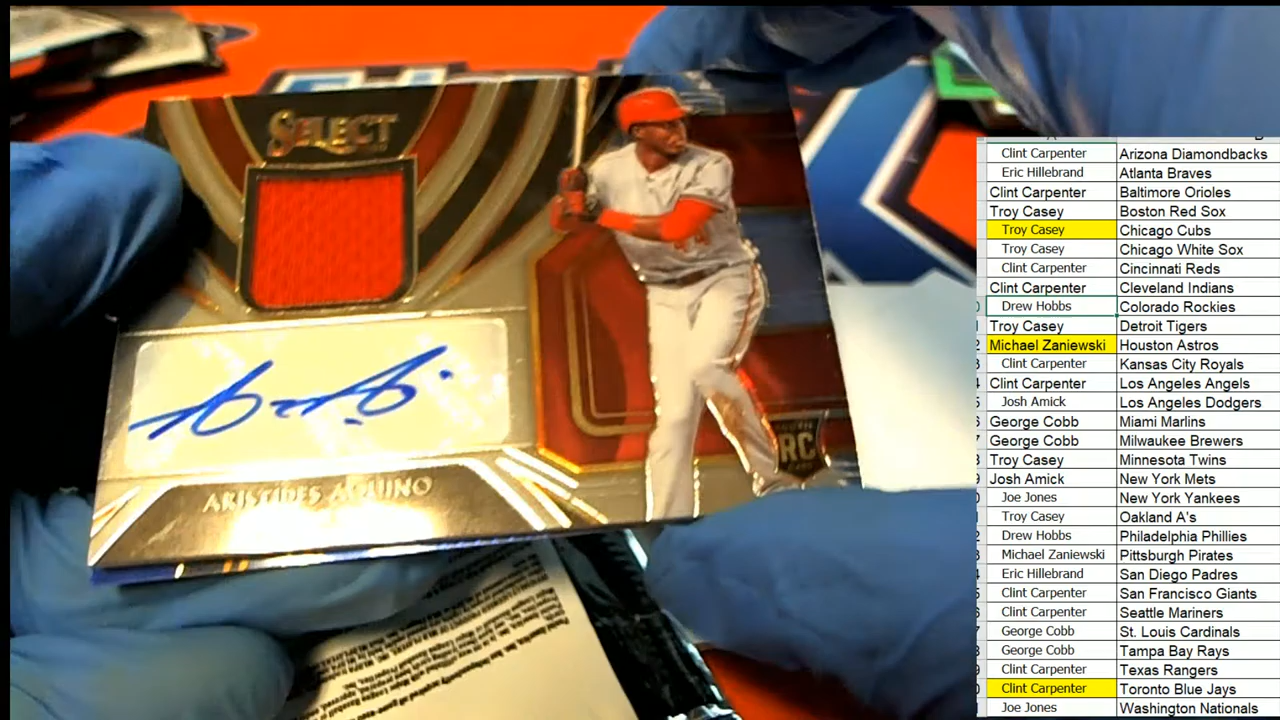 SELECT
ARISTIDES AQUINO
RC
44
Clint Carpenter Arizona Diamondbacks
Eric Hillebrand Atlanta Braves
Clint Carpenter Baltimore Orioles
Troy Casey Boston Red Sox
Troy Casey Chicago Cubs
Troy Casey Chicago White Sox
Clint Carpenter Cincinnati Reds
Clint Carpenter Cleveland Indians
Drew Hobbs Colorado Rockies
Troy Casey Detroit Tigers
Michael Zaniewski Houston Astros
Clint Carpenter Kansas City Royals
Clint Carpenter Los Angeles Angels
Josh Amick Los Angeles Dodgers
George Cobb Miami Marlins
George Cobb Milwaukee Brewers
Troy Casey Minnesota Twins
Josh Amick New York Mets
Joe Jones New York Yankees
Troy Casey Oakland A's
Drew Hobbs Philadelphia Phillies
Michael Zaniewski Pittsburgh Pirates
Eric Hillebrand San Diego Padres
Clint Carpenter San Francisco Giants
Clint Carpenter Seattle Mariners
George Cobb St. Louis Cardinals
George Cobb Tampa Bay Rays
Clint Carpenter Texas Rangers
Clint Carpenter Toronto Blue Jays
Joe Jones Washington Nationals